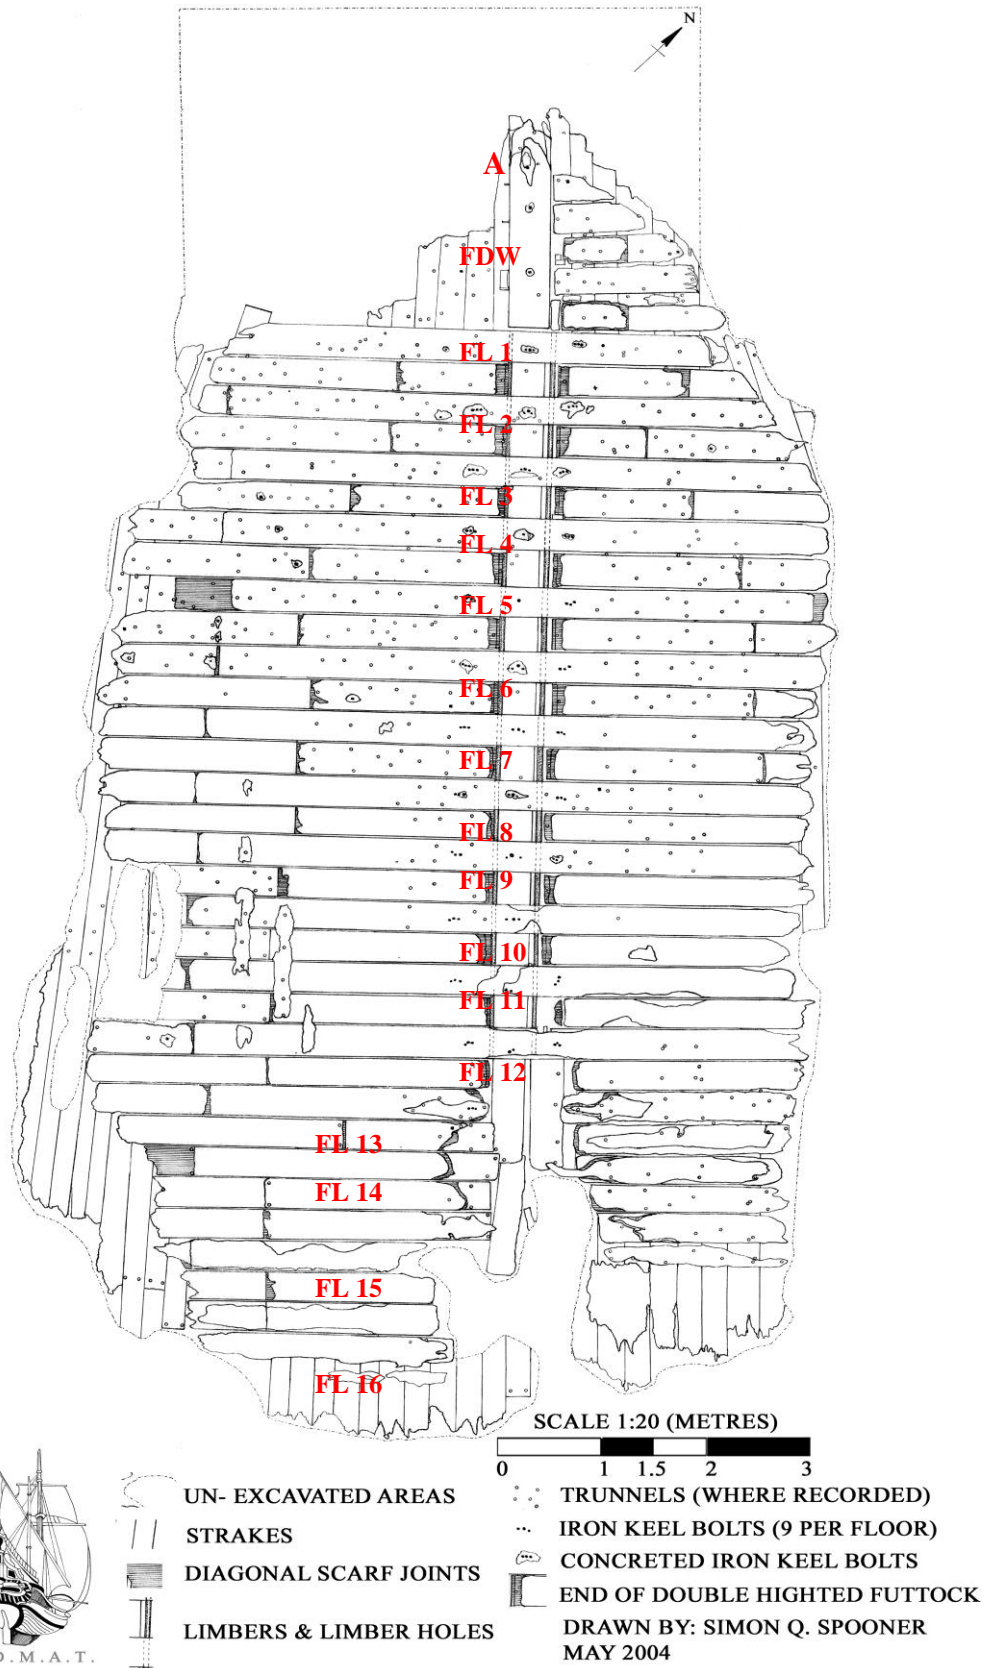 N
A
FDW
FL 1
FL 2
FL 3
FL 4
FL 5
FL 6
FL 7
FL 8
FL 9
FL 10
FL 11
FL 12
FL 13
FL 14
FL 15
FL 16
SCALE 1:20 (METRES)
0 1 1.5 2 3
UN- EXCAVATED AREAS
STRAKES
DIAGONAL SCARF JOINTS
LIMBERS & LIMBER HOLES
TRUNNELS (WHERE RECORDED)
IRON KEEL BOLTS (9 PER FLOOR)
CONCRETED IRON KEEL BOLTS
END OF DOUBLE HIGHTED FUTTOCK
DRAWN BY: SIMON Q. SPOONER
MAY 2004
D.M.A.T.